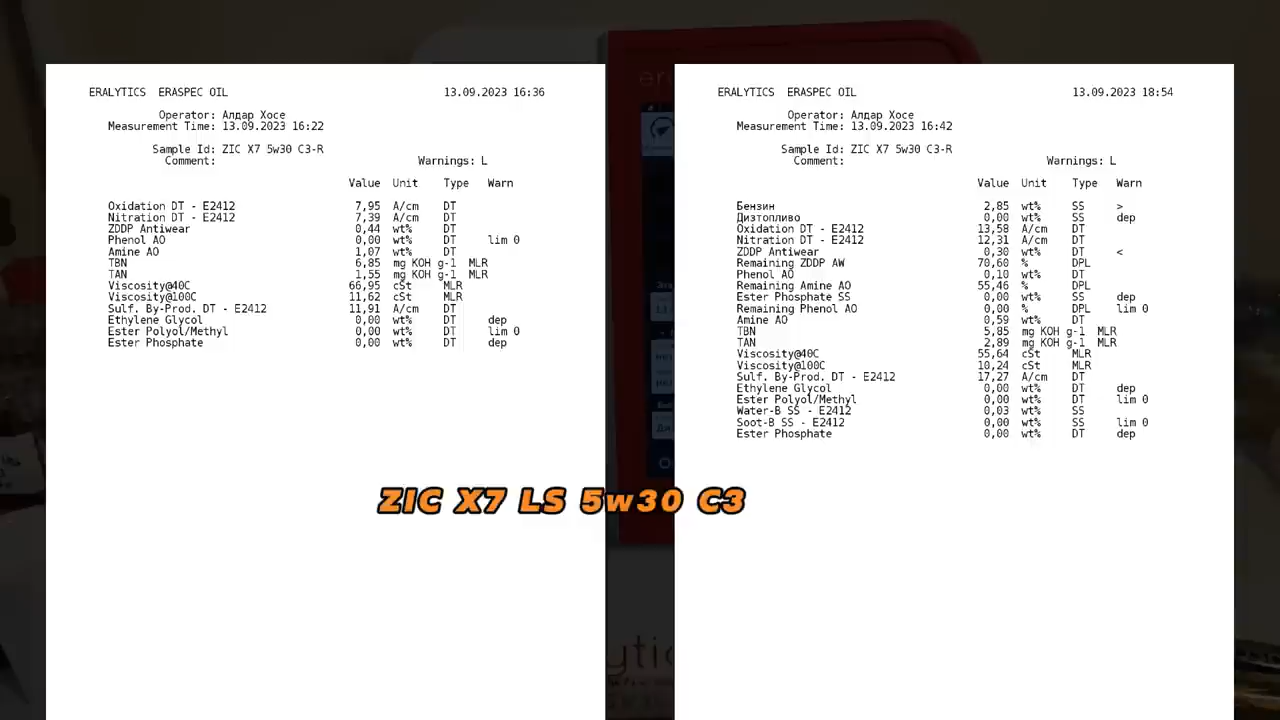 ERALYTICS ERASPEC OIL 13.09.2023 16:36
Operator: Алдар Хосе
Measurement Time: 13.09.2023 16:22
Sample Id: ZIC X7 5w30 C3-R
Comment: Warnings: L
Value Unit Type Warn
Oxidation DT - E2412 7,95 A/cm DT
Nitration DT - E2412 7,39 A/cm DT
ZDDP Antiwear 0,44 wt% DT
Phenol AO 0,00 wt% DT lim 0
Amine AO 1,07 wt% DT
TBN 6,85 mg KOH g-1 MLR
TAN 1,55 mg KOH g-1 MLR
Viscosity@40C 66,95 cSt MLR
Viscosity@100C 11,62 cSt MLR
Sulf. By-Prod. DT - E2412 11,91 A/cm DT
Ethylene Glycol 0,00 wt% DT dep
Ester Polyol/Methyl 0,00 wt% DT lim 0
Ester Phosphate 0,00 wt% DT dep
ERALYTICS ERASPEC OIL 13.09.2023 18:54
Operator: Алдар Хосе
Measurement Time: 13.09.2023 16:42
Sample Id: ZIC X7 5w30 C3-R
Comment: Warnings: L
Value Unit Type Warn
Бензин 2,85 wt% SS >
Дизтопливо 0,00 wt% SS dep
Oxidation DT - E2412 13,58 A/cm DT
Nitration DT - E2412 12,31 A/cm DT
ZDDP Antiwear 0,30 wt% DT <
Remaining ZDDP AW 70,60 % DPL
Phenol AO 0,10 wt% DT
Remaining Amine AO 55,46 % DPL
Ester Phosphate SS 0,00 wt% SS dep
Remaining Phenol AO 0,00 % DPL lim 0
Amine AO 0,59 wt% DT
TBN 5,85 mg KOH g-1 MLR
TAN 2,89 mg KOH g-1 MLR
Viscosity@40C 55,64 cSt MLR
Viscosity@100C 10,24 cSt MLR
Sulf. By-Prod. DT - E2412 17,27 A/cm DT
Ethylene Glycol 0,00 wt% DT dep
Ester Polyol/Methyl 0,00 wt% DT lim 0
Water-B SS - E2412 0,03 wt% SS
Soot-B SS - E2412 0,00 wt% SS lim 0
Ester Phosphate 0,00 wt% DT dep
ZIC X7 LS 5w30 C3